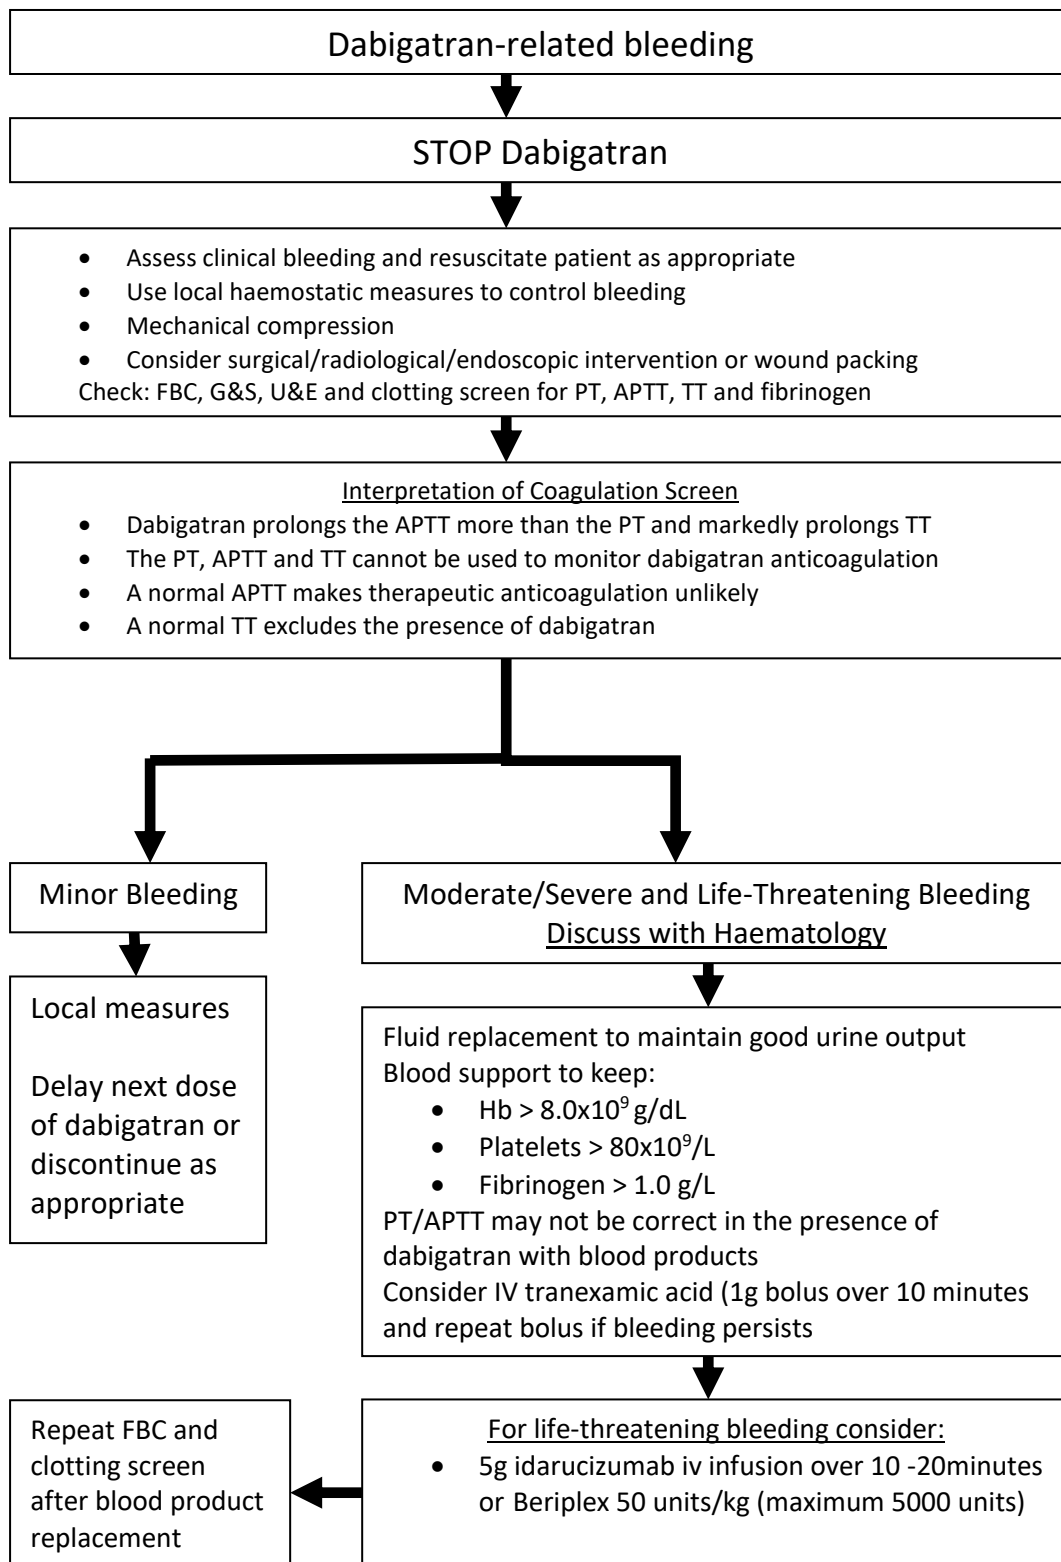 Dabigatran-related bleeding
STOP Dabigatran
• Assess clinical bleeding and resuscitate patient as appropriate
• Use local haemostatic measures to control bleeding
• Mechanical compression
• Consider surgical/radiological/endoscopic intervention or wound packing
Check: FBC, G&S, U&E and clotting screen for PT, APTT, TT and fibrinogen
Interpretation of Coagulation Screen
• Dabigatran prolongs the APTT more than the PT and markedly prolongs TT
• The PT, APTT and TT cannot be used to monitor dabigatran anticoagulation
• A normal APTT makes therapeutic anticoagulation unlikely
• A normal TT excludes the presence of dabigatran
Minor Bleeding
Local measures
Delay next dose
of dabigatran or
discontinue as
appropriate
Moderate/Severe and Life-Threatening Bleeding
Discuss with Haematology
Fluid replacement to maintain good urine output
Blood support to keep:
• Hb > 8.0x10⁹ g/dL
• Platelets > 80x10⁹/L
• Fibrinogen > 1.0 g/L
PT/APTT may not be correct in the presence of
dabigatran with blood products
Consider IV tranexamic acid (1g bolus over 10 minutes
and repeat bolus if bleeding persists
For life-threatening bleeding consider:
• 5g idarucizumab iv infusion over 10 -20minutes
or Beriplex 50 units/kg (maximum 5000 units)
Repeat FBC and
clotting screen
after blood product
replacement